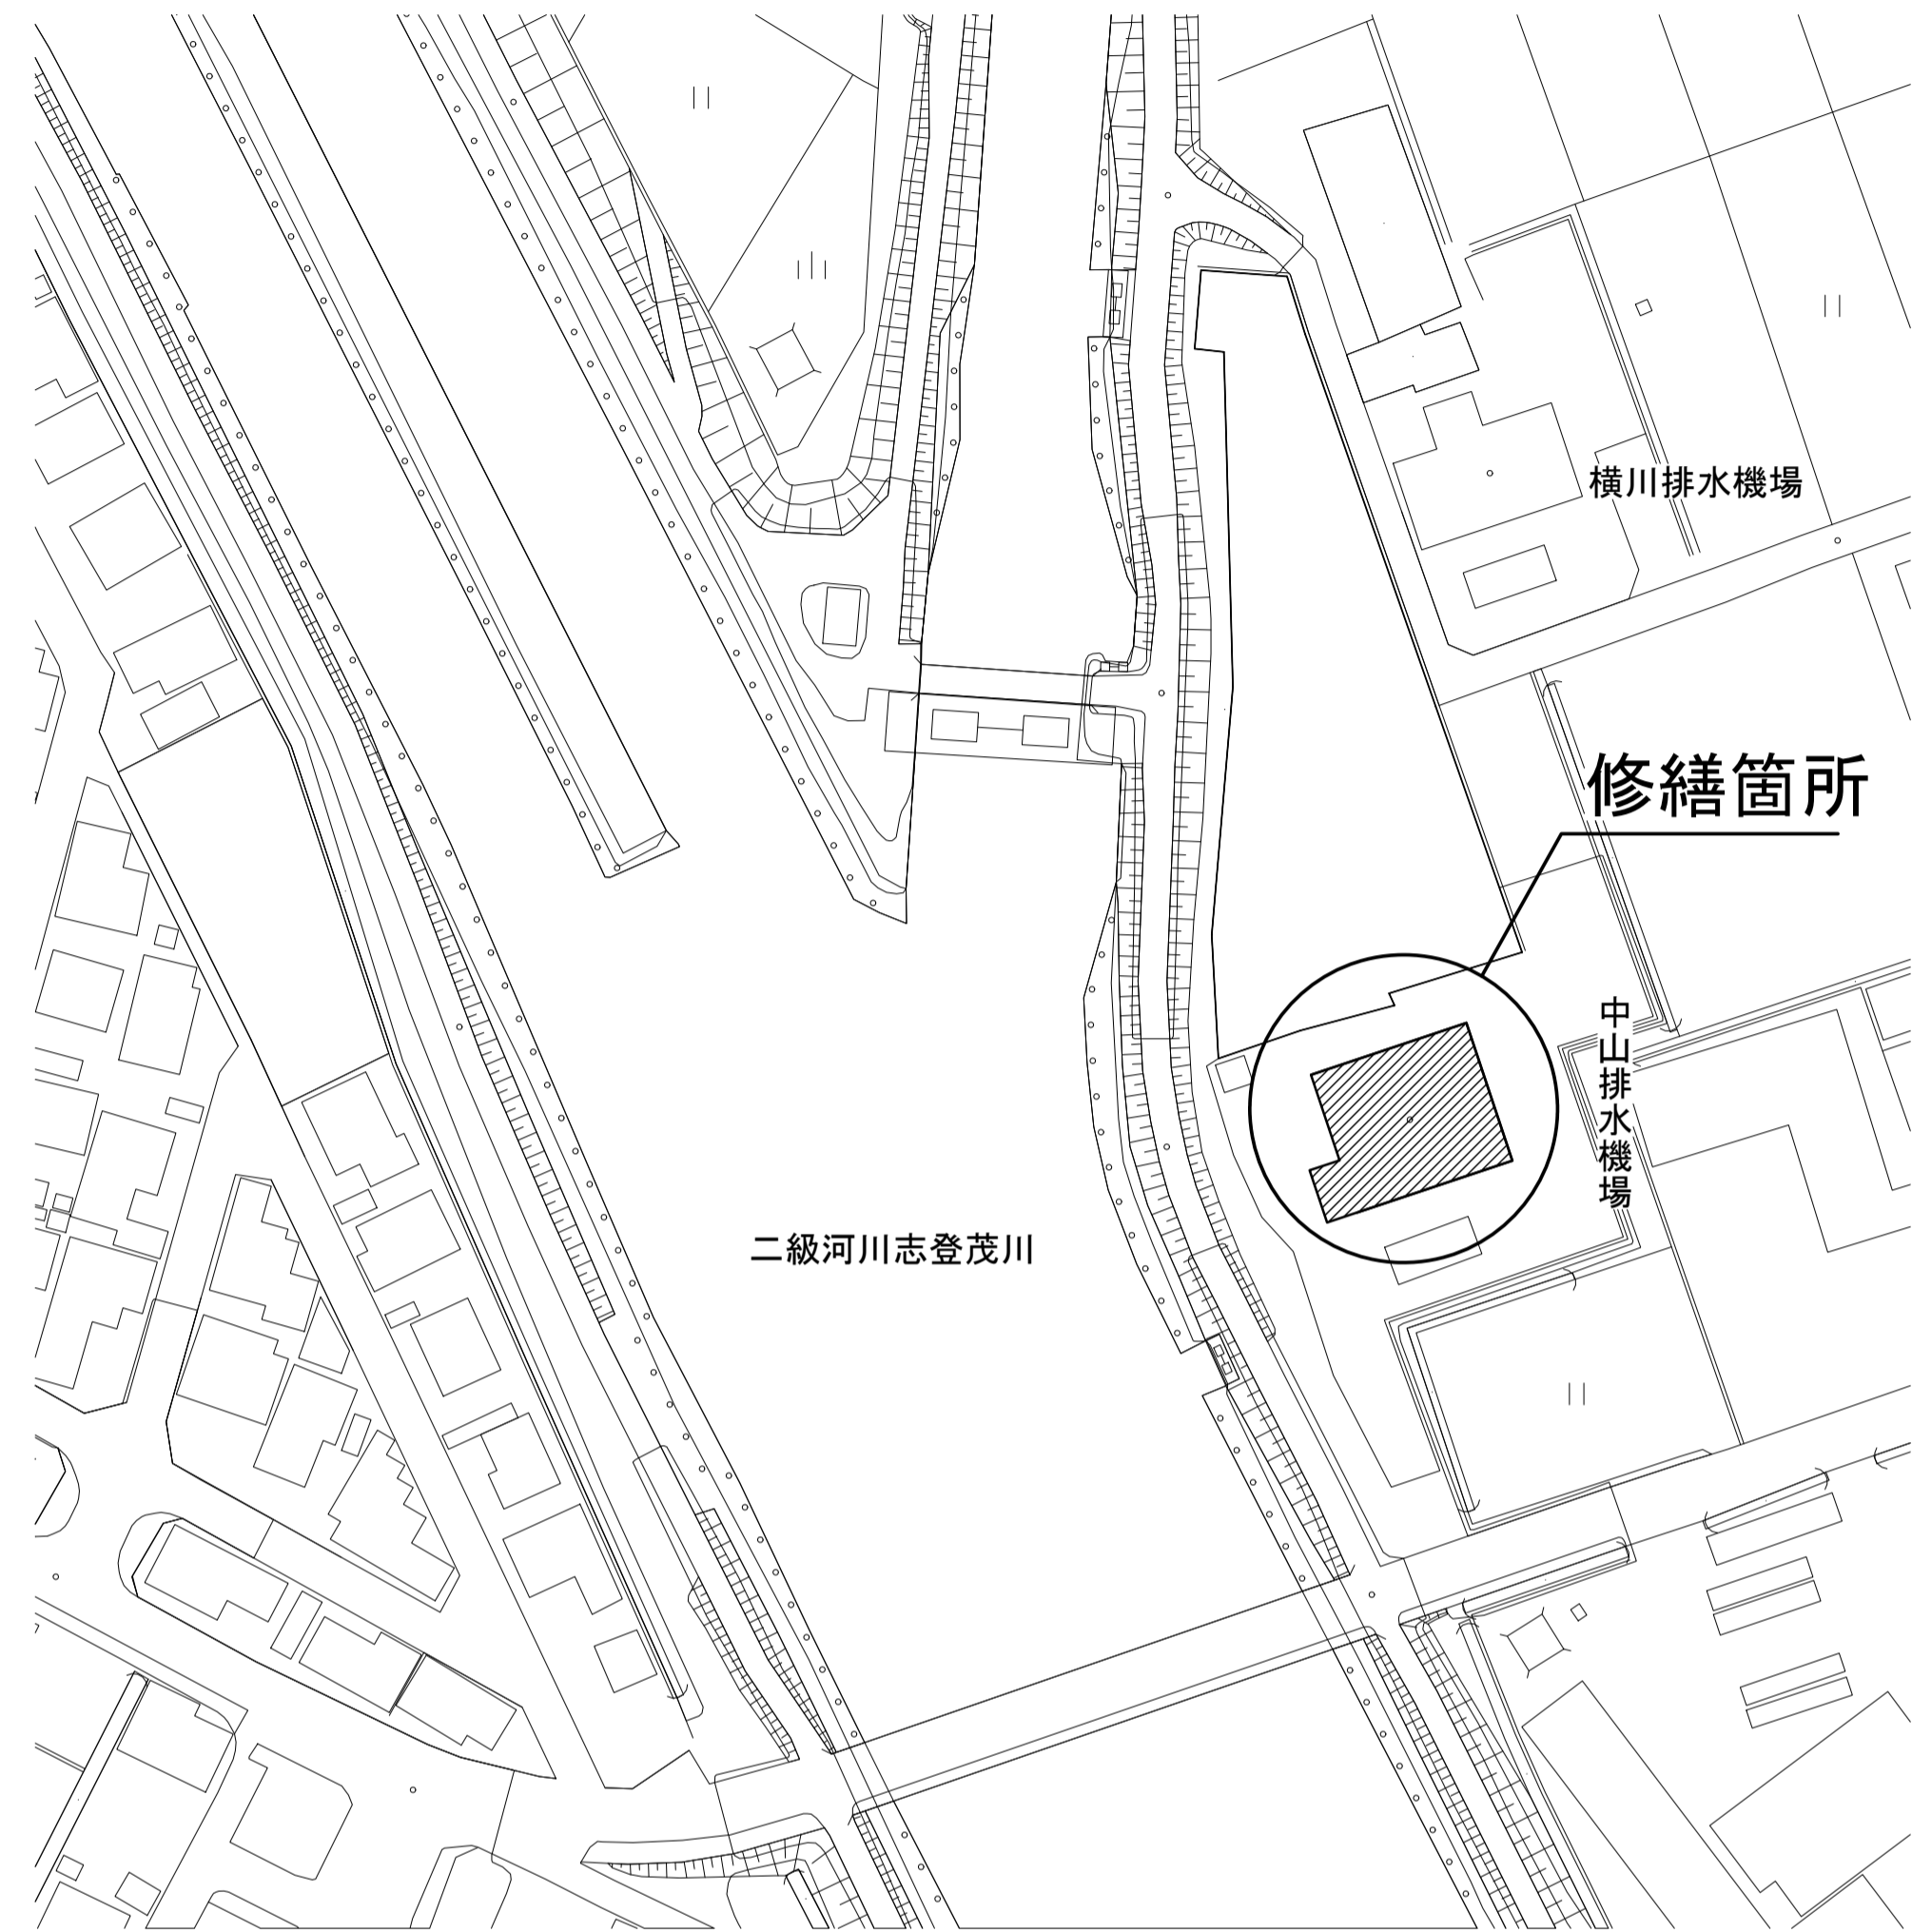 横川排水機場
修繕箇所
中山排水機場
二級河川志登茂川